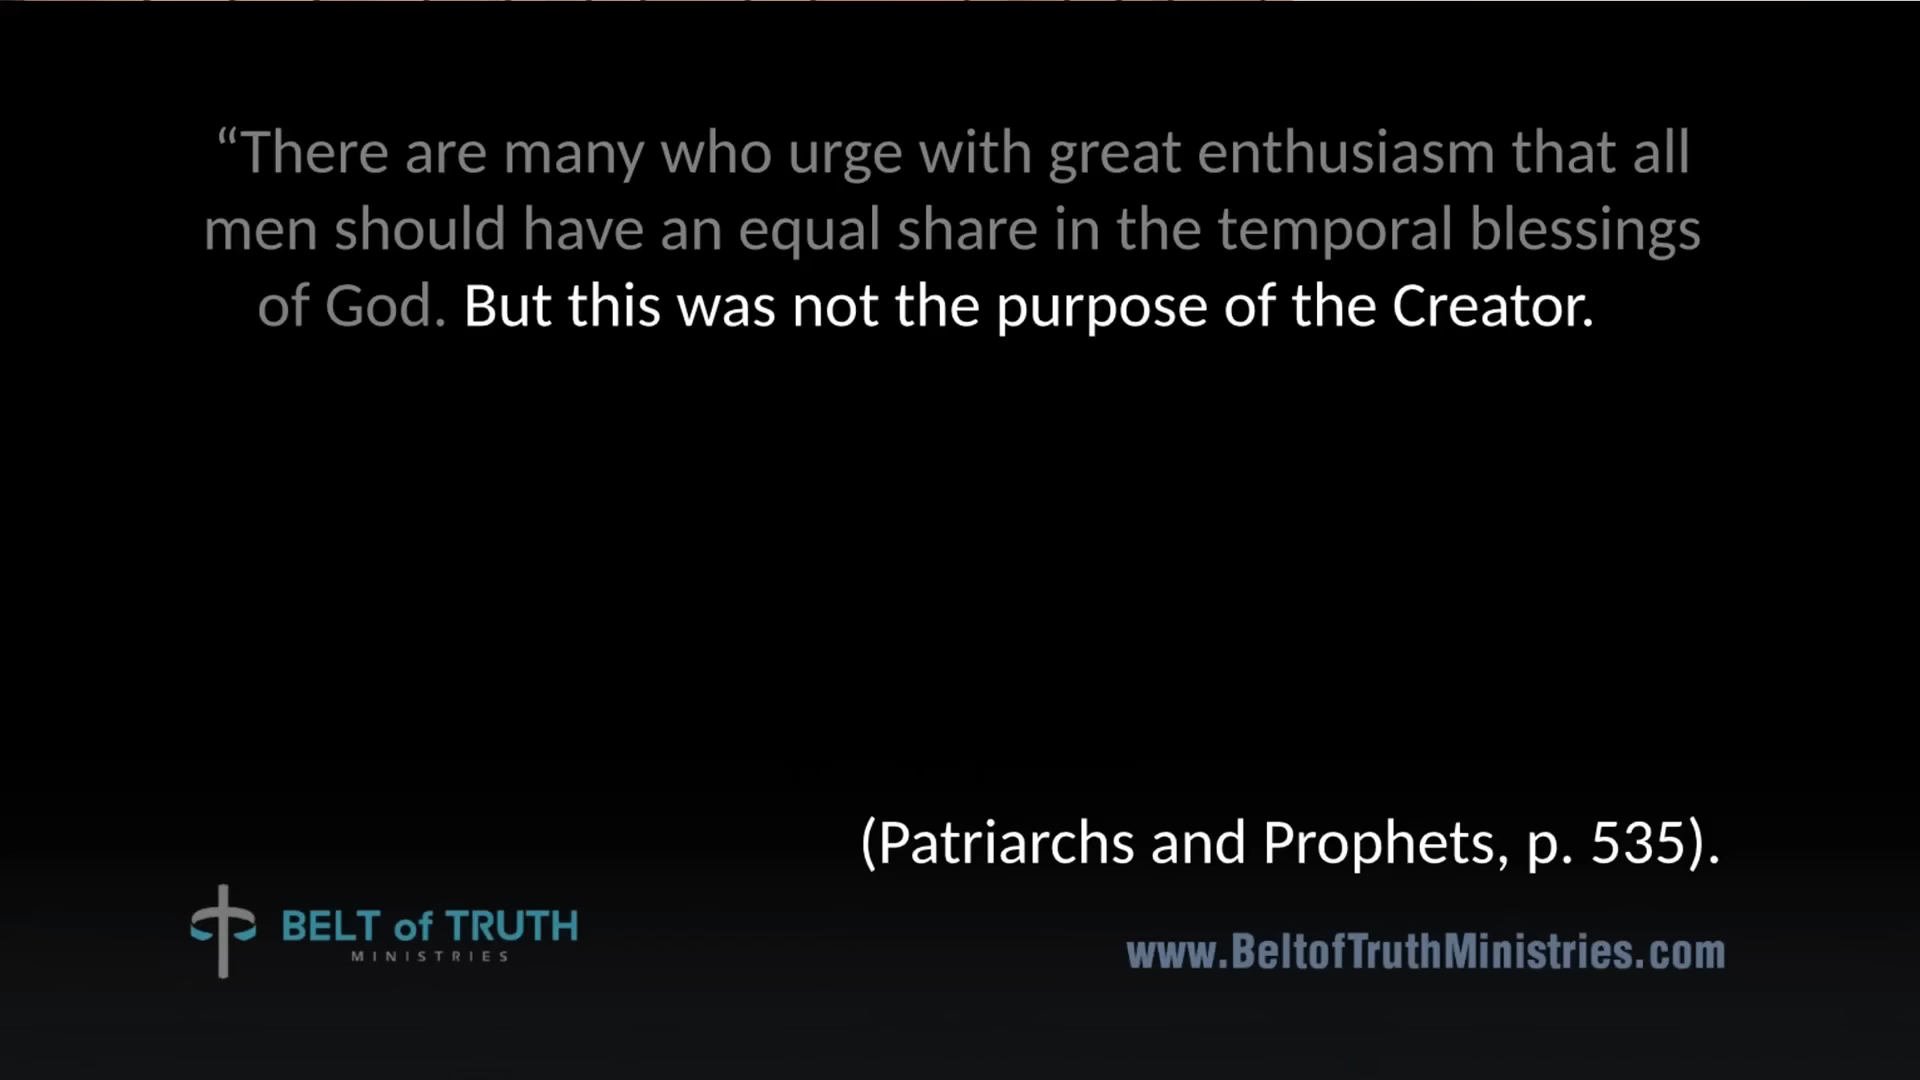 “There are many who urge with great enthusiasm that all
men should have an equal share in the temporal blessings
of God. But this was not the purpose of the Creator.
(Patriarchs and Prophets, p. 535).
BELT of TRUTH
MINISTRIES
www.BeltofTruthMinistries.com